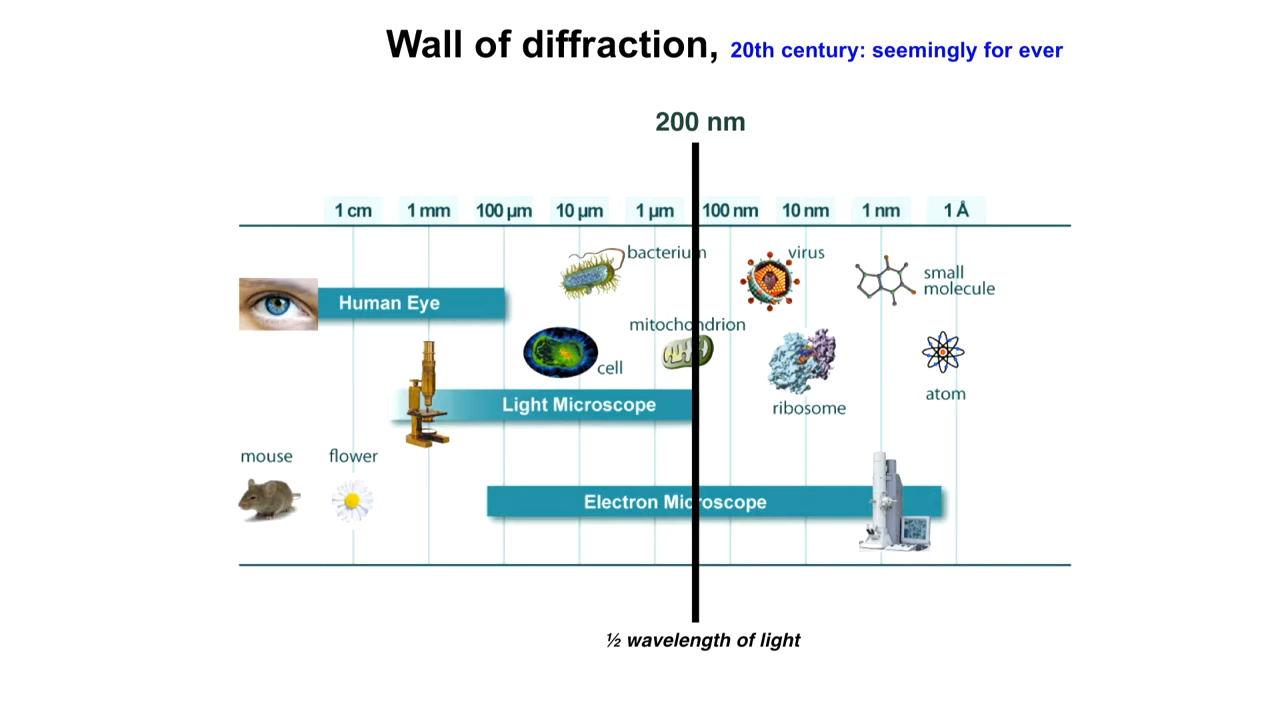 Wall of diffraction, 20th century: seemingly for ever
200 nm
1 cm 1 mm 100 µm 10 µm 1 µm 100 nm 10 nm 1 nm 1 Å
bacterium
virus
small
molecule
Human Eye
mitochondrion
cell
atom
Light Microscope
ribosome
mouse
flower
Electron Microscope
½ wavelength of light